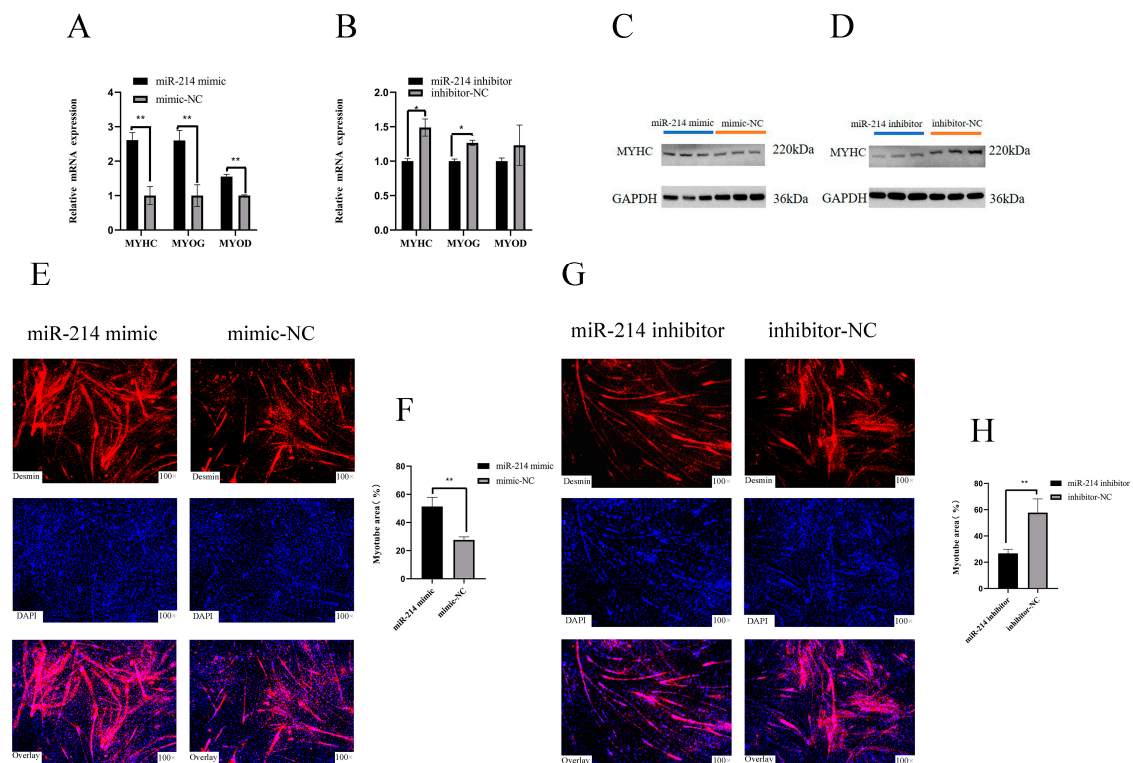 A
miR-214 mimic
mimic-NC
Relative mRNA expression
4
3
2
1
0
**
**
**
MYHC MYOG MYOD
B
miR-214 inhibitor
inhibitor-NC
Relative mRNA expression
2.0
1.5
1.0
0.5
0.0
*
*
MYHC MYOG MYOD
C
miR-214 mimic mimic-NC
MYHC 220kDa
GAPDH 36kDa
D
miR-214 inhibitor inhibitor-NC
MYHC 220kDa
GAPDH 36kDa
E
miR-214 mimic mimic-NC
Desmin 100× Desmin 100×
DAPI 100× DAPI 100×
Overlay 100× Overlay 100×
F
miR-214 mimic
mimic-NC
Myotube area( %)
80
60
40
20
0
**
miR-214 mimic
mimic-NC
G
miR-214 inhibitor inhibitor-NC
Desmin 100× Desmin 100×
DAPI 100× DAPI 100×
Overlay 100× Overlay 100×
H
miR-214 inhibitor
inhibitor-NC
Myotube area( %)
80
60
40
20
0
**
miR-214 inhibitor
inhibitor-NC